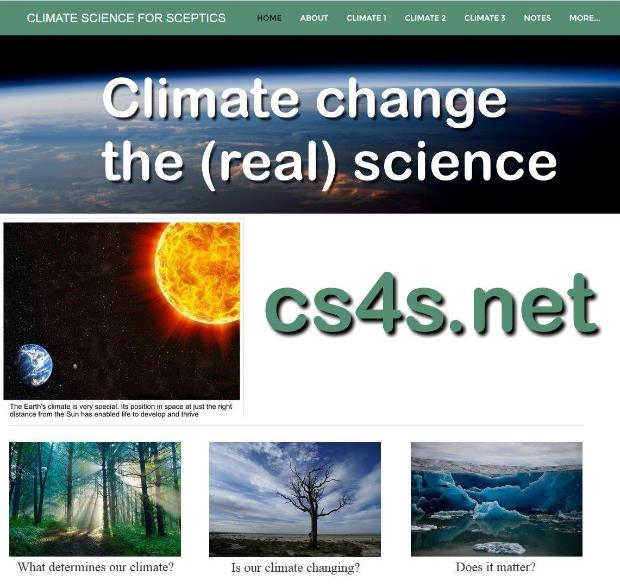 CLIMATE SCIENCE FOR SCEPTICS HOME ABOUT CLIMATE 1 CLIMATE 2 CLIMATE 3 NOTES MORE...
Climate change
the (real) science
cs4s.net
The Earth's climate is very special. Its position in space at just the right
distance from the Sun has enabled life to develop and thrive
What determines our climate? Is our climate changing? Does it matter?